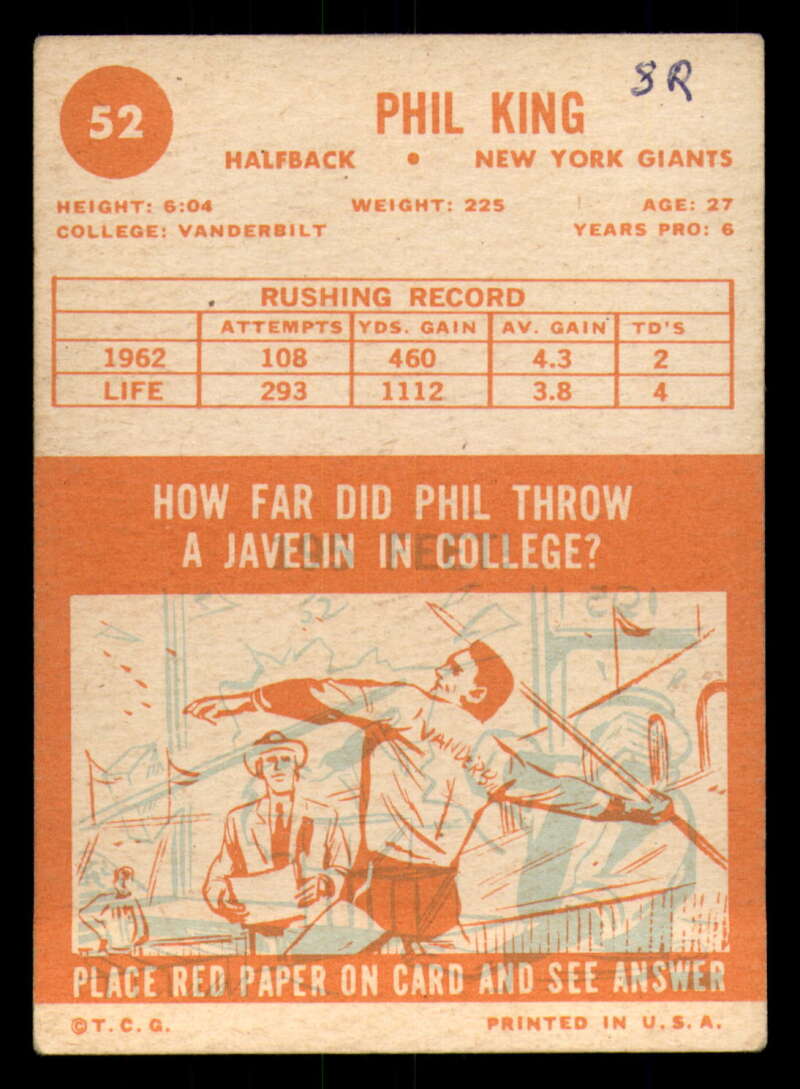 8R
52
PHIL KING
HALFBACK • NEW YORK GIANTS
HEIGHT: 6:04 WEIGHT: 225 AGE: 27
COLLEGE: VANDERBILT YEARS PRO: 6
RUSHING RECORD
ATTEMPTS YDS. GAIN AV. GAIN TD'S
1962 108 460 4.3 2
LIFE 293 1112 3.8 4
HOW FAR DID PHIL THROW
A JAVELIN IN COLLEGE?
52
VANDERBI
PLACE RED PAPER ON CARD AND SEE ANSWER
©T.C.G. PRINTED IN U.S.A.